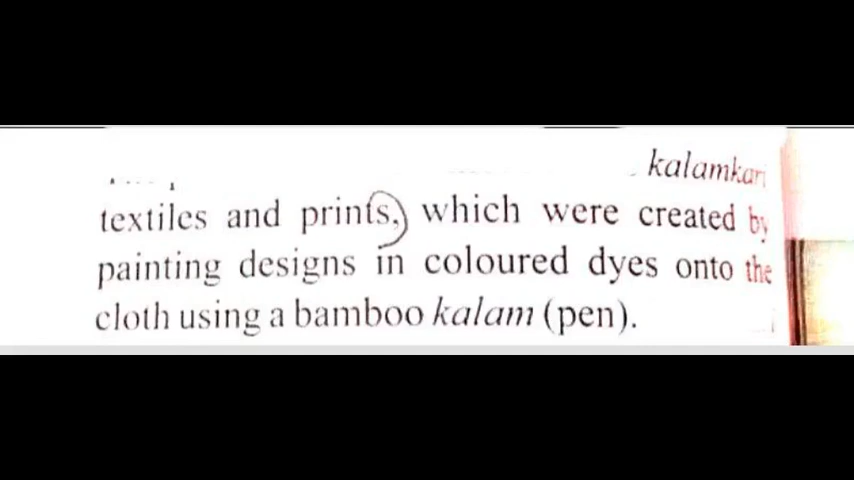 kalamkari
textiles and prints, which were created by
painting designs in coloured dyes onto the
cloth using a bamboo kalam (pen).